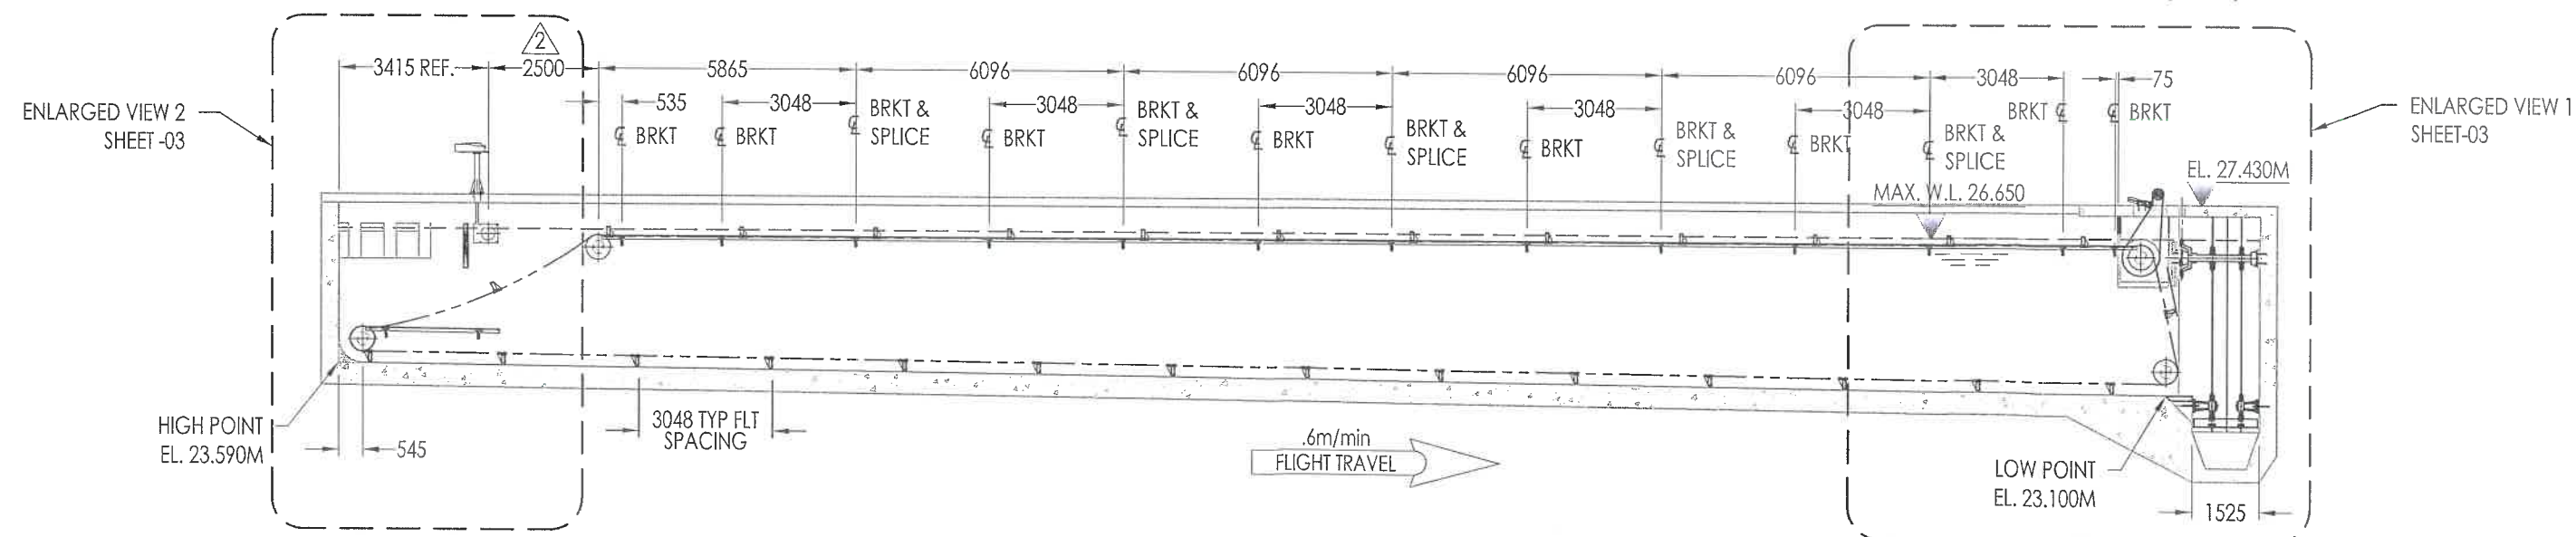 2
3415 REF.
2500
5865
6096
6096
6096
6096
3048
75
ENLARGED VIEW 2
SHEET -03
535
3048
3048
3048
3048
3048
ENLARGED VIEW 1
SHEET-03
℄ BRKT
℄ BRKT
℄ BRKT &
SPLICE
℄ BRKT
℄ BRKT &
SPLICE
℄ BRKT
℄ BRKT &
SPLICE
℄ BRKT
℄ BRKT &
SPLICE
℄ BRKT
℄ BRKT &
SPLICE
BRKT ℄
℄ BRKT
EL. 27.430M
MAX. W.L. 26.650
HIGH POINT
EL. 23.590M
545
3048 TYP FLT
SPACING
.6m/min
FLIGHT TRAVEL
LOW POINT
EL. 23.100M
1525